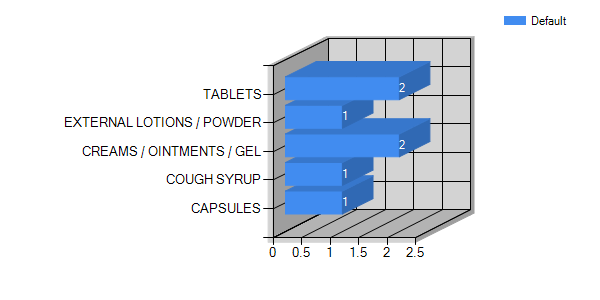 Default
TABLETS
2
EXTERNAL LOTIONS / POWDER
1
CREAMS / OINTMENTS / GEL
2
COUGH SYRUP
1
CAPSULES
1
0 0.5 1 1.5 2 2.5